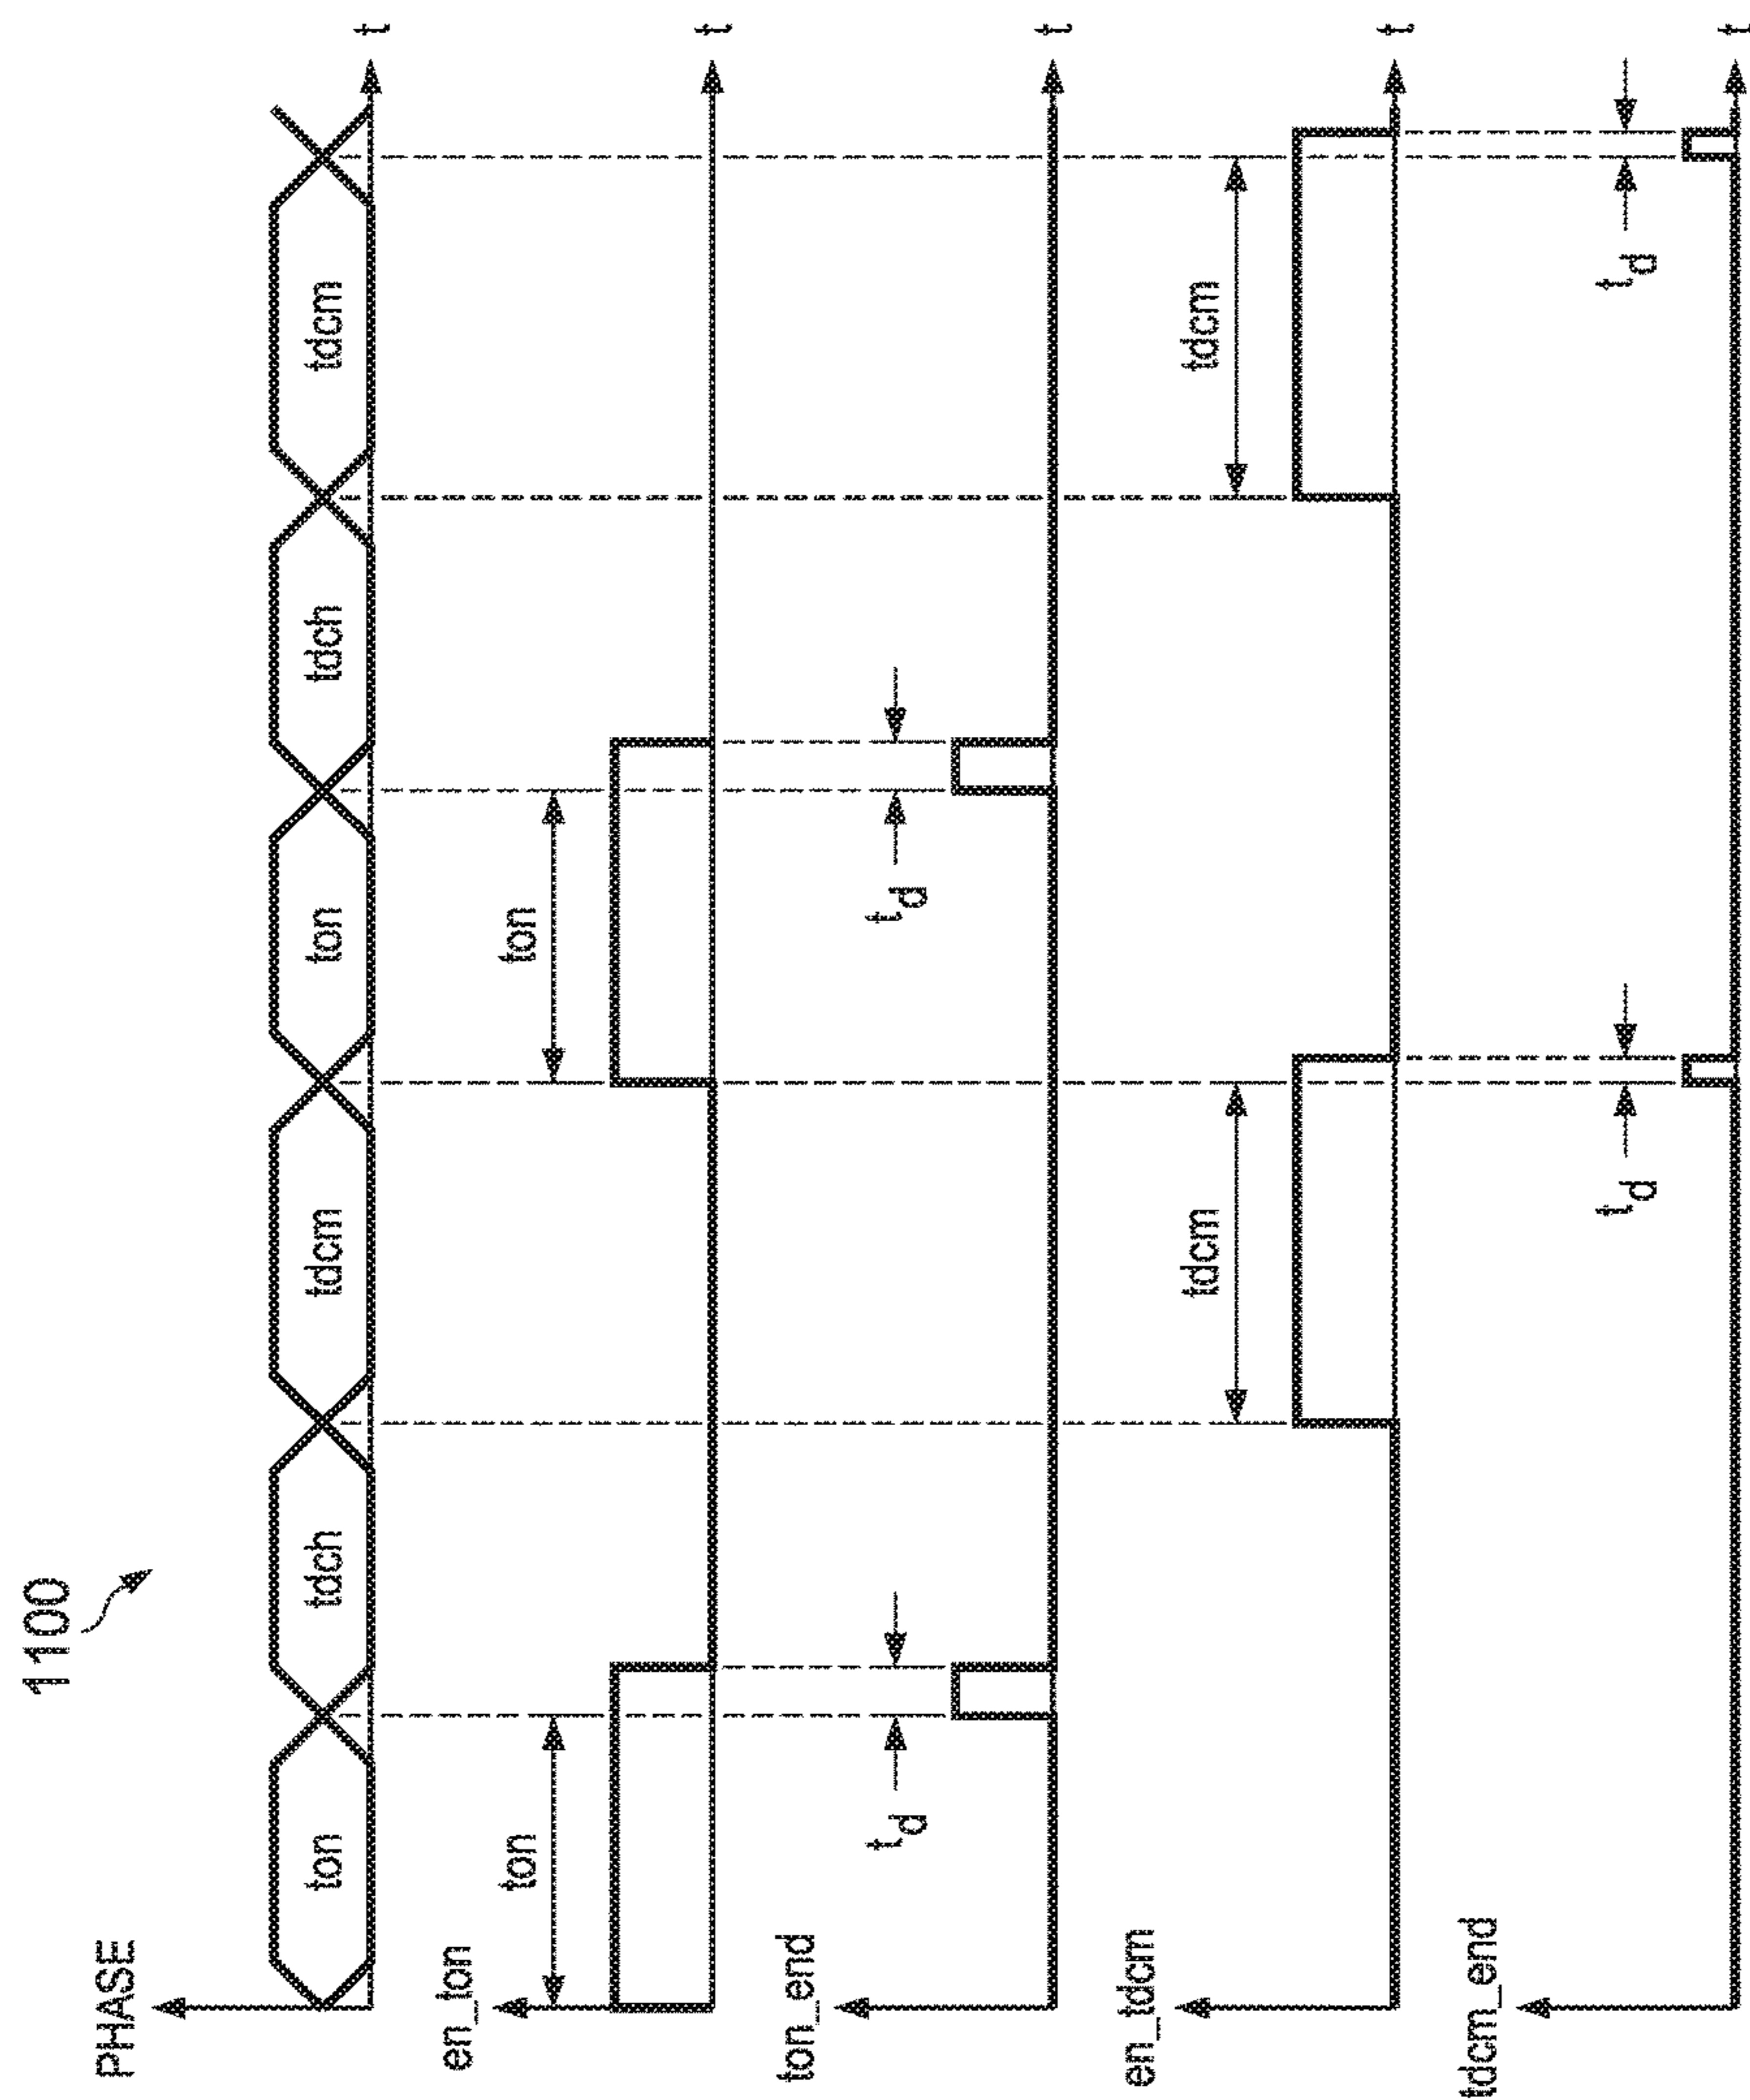 1100
PHASE
ton
tdch
tdcm
ton
tdch
tdcm
t
en_ton
ton
ton
t
ton_end
t_d
t_d
t
en_tdcm
tdcm
tdcm
t
tdcm_end
t_d
t_d
t